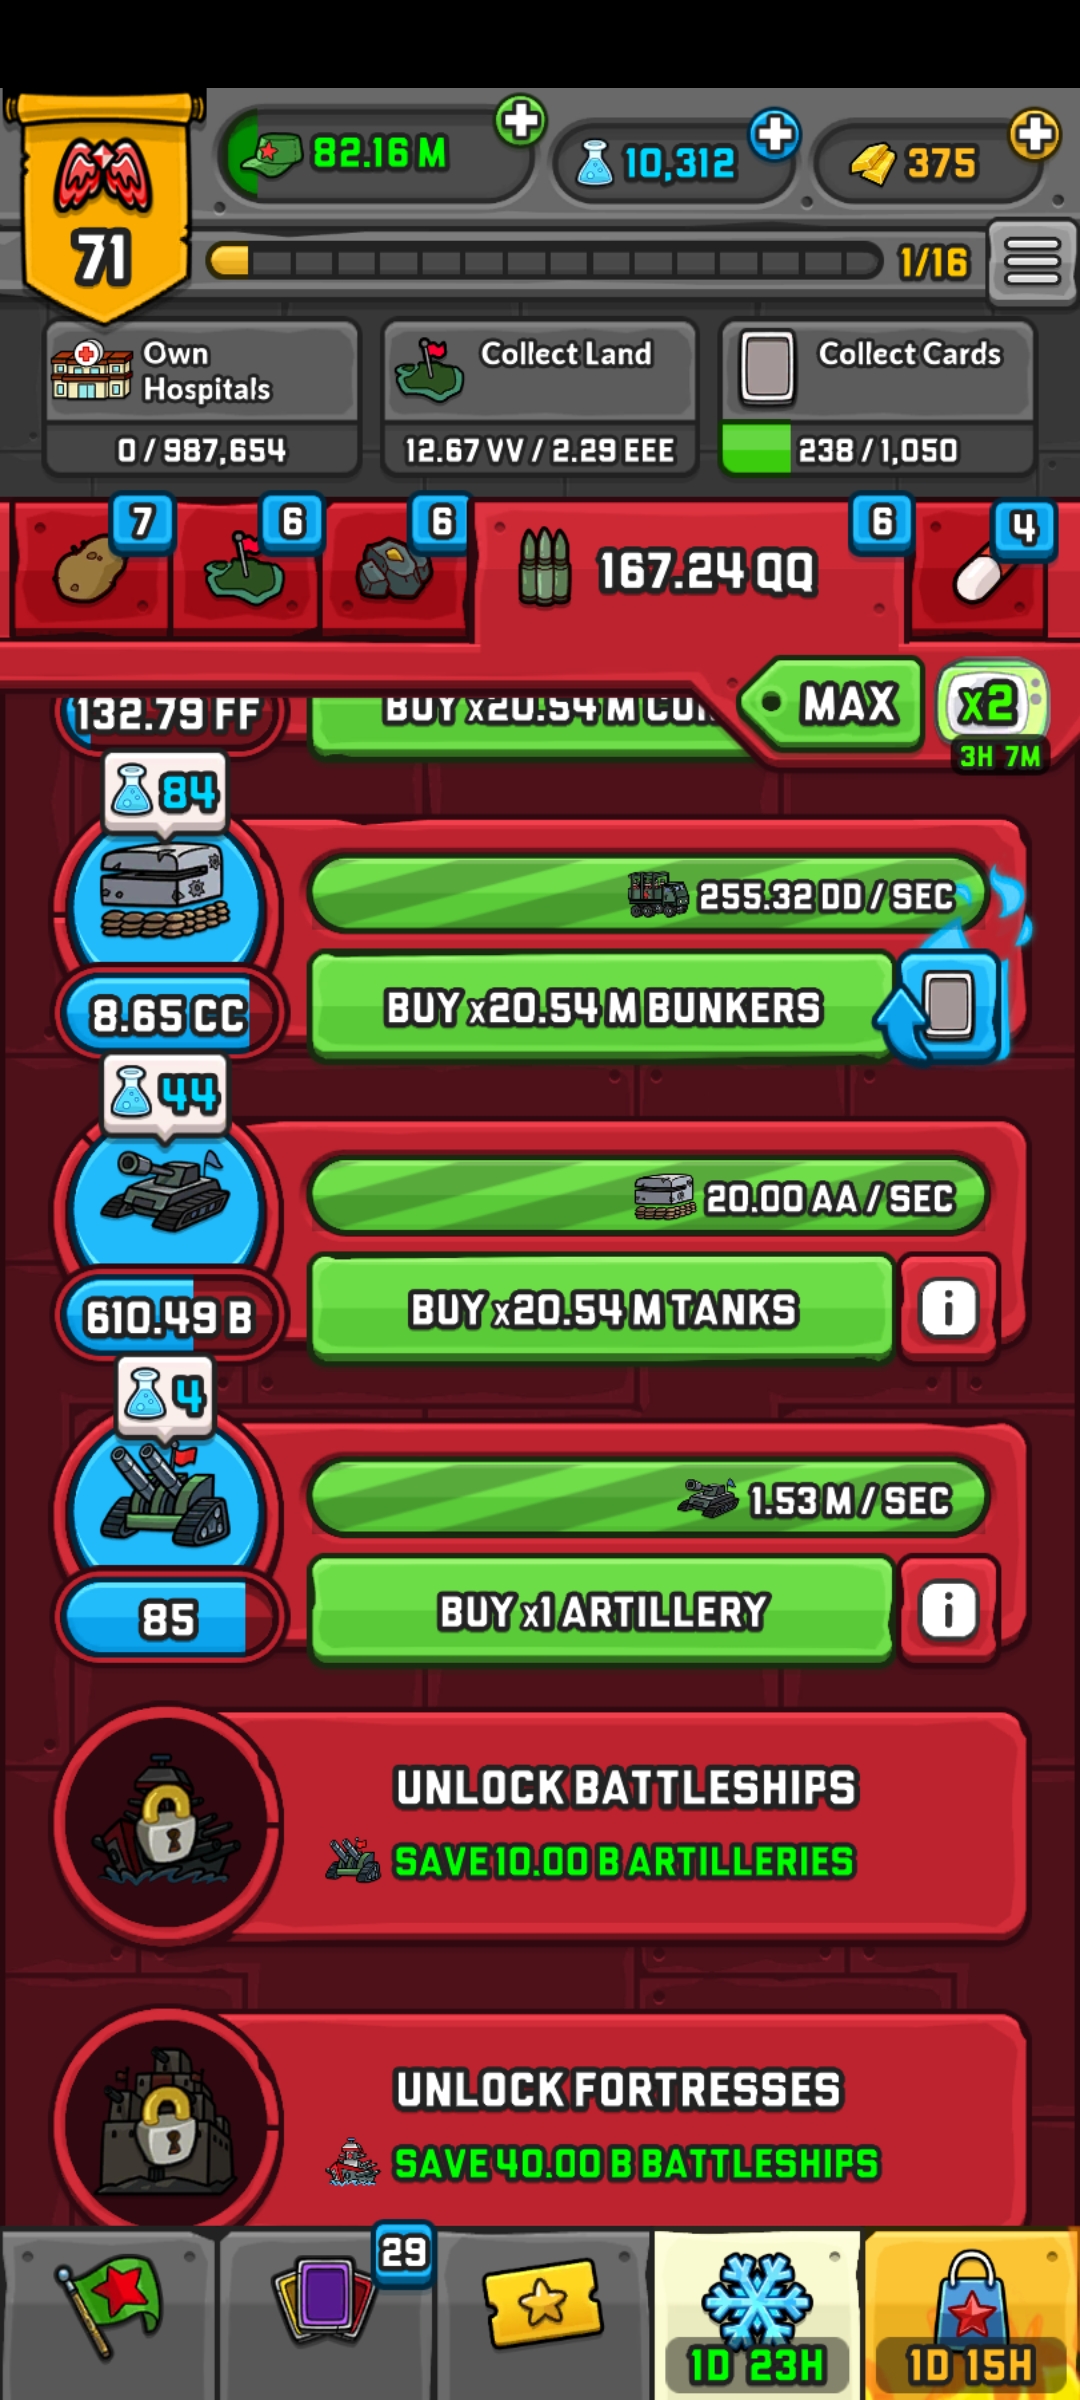 82.16 M
10,312
375
71
1/16
Own
Hospitals
0 / 987,654
Collect Land
12.67 VV / 2.29 EEE
Collect Cards
238 / 1,050
7
6
6
167.24 QQ
6
4
MAX
x2
3H 7M
132.79 FF
84
255.32 DD / SEC
8.65 CC
BUY x20.54 M BUNKERS
44
20.00 AA / SEC
610.49 B
BUY x20.54 M TANKS
i
4
1.53 M / SEC
85
BUY x1 ARTILLERY
i
UNLOCK BATTLESHIPS
SAVE 10.00 B ARTILLERIES
UNLOCK FORTRESSES
SAVE 40.00 B BATTLESHIPS
29
1D 23H
1D 15H